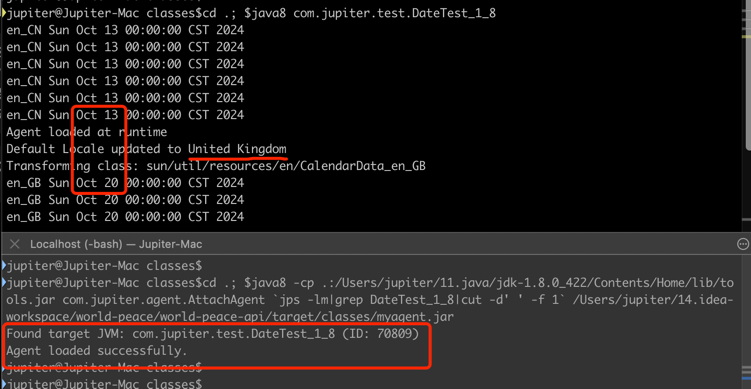 jupiter@Jupiter-Mac classes$cd .; $java8 com.jupiter.test.DateTest_1_8
en_CN Sun Oct 13 00:00:00 CST 2024
en_CN Sun Oct 13 00:00:00 CST 2024
en_CN Sun Oct 13 00:00:00 CST 2024
en_CN Sun Oct 13 00:00:00 CST 2024
en_CN Sun Oct 13 00:00:00 CST 2024
en_CN Sun Oct 13 00:00:00 CST 2024
Agent loaded at runtime
Default Locale updated to United Kingdom
Transforming class: sun/util/resources/en/CalendarData_en_GB
en_GB Sun Oct 20 00:00:00 CST 2024
en_GB Sun Oct 20 00:00:00 CST 2024
en_GB Sun Oct 20 00:00:00 CST 2024
Localhost (-bash) — Jupiter-Mac
jupiter@Jupiter-Mac classes$
jupiter@Jupiter-Mac classes$cd .; $java8 -cp .:/Users/jupiter/11.java/jdk-1.8.0_422/Contents/Home/lib/to
ols.jar com.jupiter.agent.AttachAgent `jps -lm|grep DateTest_1_8|cut -d' ' -f 1` /Users/jupiter/14.idea-
workspace/world-peace/world-peace-api/target/classes/myagent.jar
Found target JVM: com.jupiter.test.DateTest_1_8 (ID: 70809)
Agent loaded successfully.
jupiter@Jupiter-Mac classes$
jupiter@Jupiter-Mac classes$